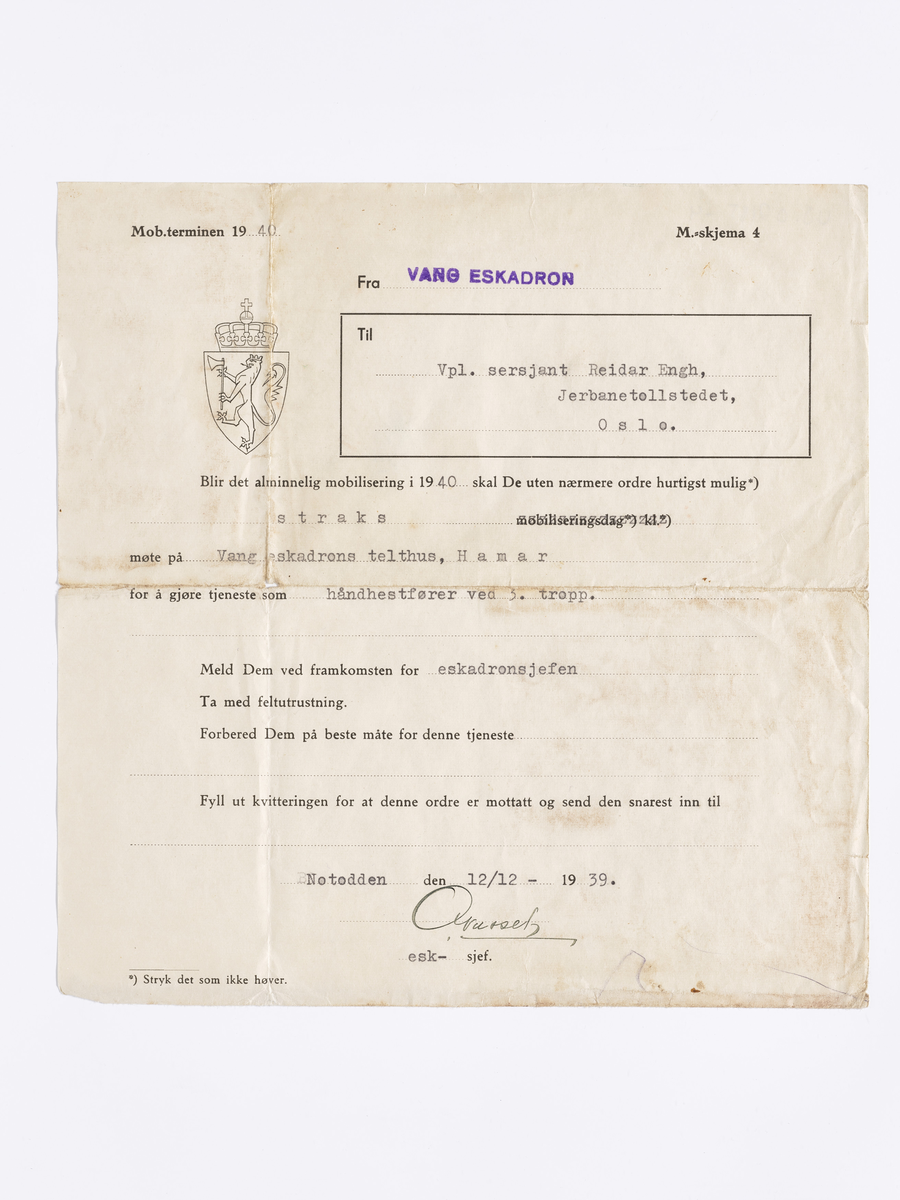 Mob.terminen 1940 M.-skjema 4
Fra VANG ESKADRON
Til
Vpl. sersjant Reidar Engh,
Jerbanetollstedet,
O s l o.
Blir det alminnelig mobilisering i 1940 skal De uten nærmere ordre hurtigst mulig*)
s t r a k s mobiliseringsdag*) kl.*)
møte på Vang eskadrons telthus, H a m a r
for å gjøre tjeneste som håndhestfører ved 3. tropp.
Meld Dem ved framkomsten for eskadronsjefen
Ta med feltutrustning.
Forbered Dem på beste måte for denne tjeneste
Fyll ut kvitteringen for at denne ordre er mottatt og send den snarest inn til
Notodden den 12/12 - 1939.
esk- sjef.
*) Stryk det som ikke høver.